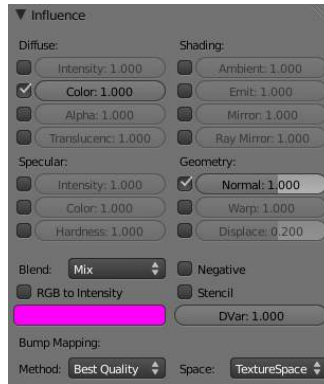 ▼ Influence
Diffuse: Shading:
Intensity: 1.000 Ambient: 1.000
Color: 1.000 Emit: 1.000
Alpha: 1.000 Mirror: 1.000
Translucenc: 1.000 Ray Mirror: 1.000
Specular: Geometry:
Intensity: 1.000 Normal: 1.000
Color: 1.000 Warp: 1.000
Hardness: 1.000 Displace: 0.200
Blend: Mix Negative
RGB to Intensity Stencil
DVar: 1.000
Bump Mapping:
Method: Best Quality Space: TextureSpace